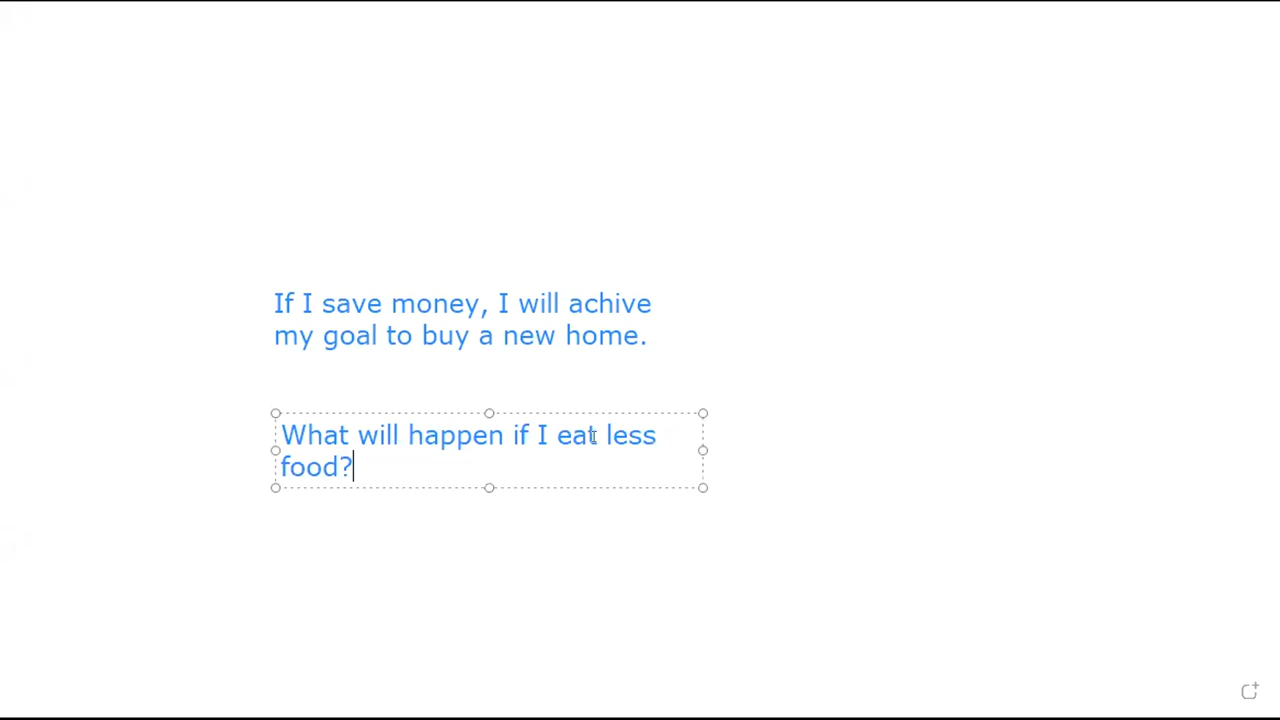 If I save money, I will achive
my goal to buy a new home.
What will happen if I eat less
food?